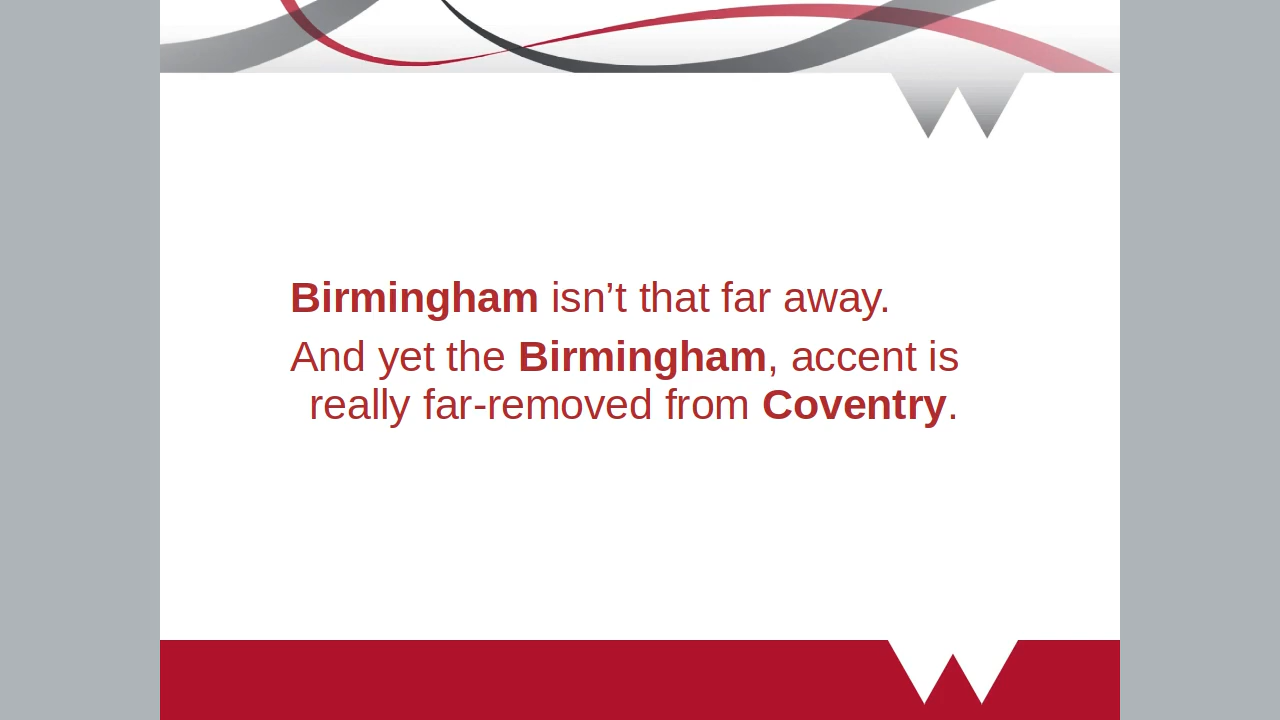 Birmingham isn’t that far away.
And yet the Birmingham, accent is
really far-removed from Coventry.